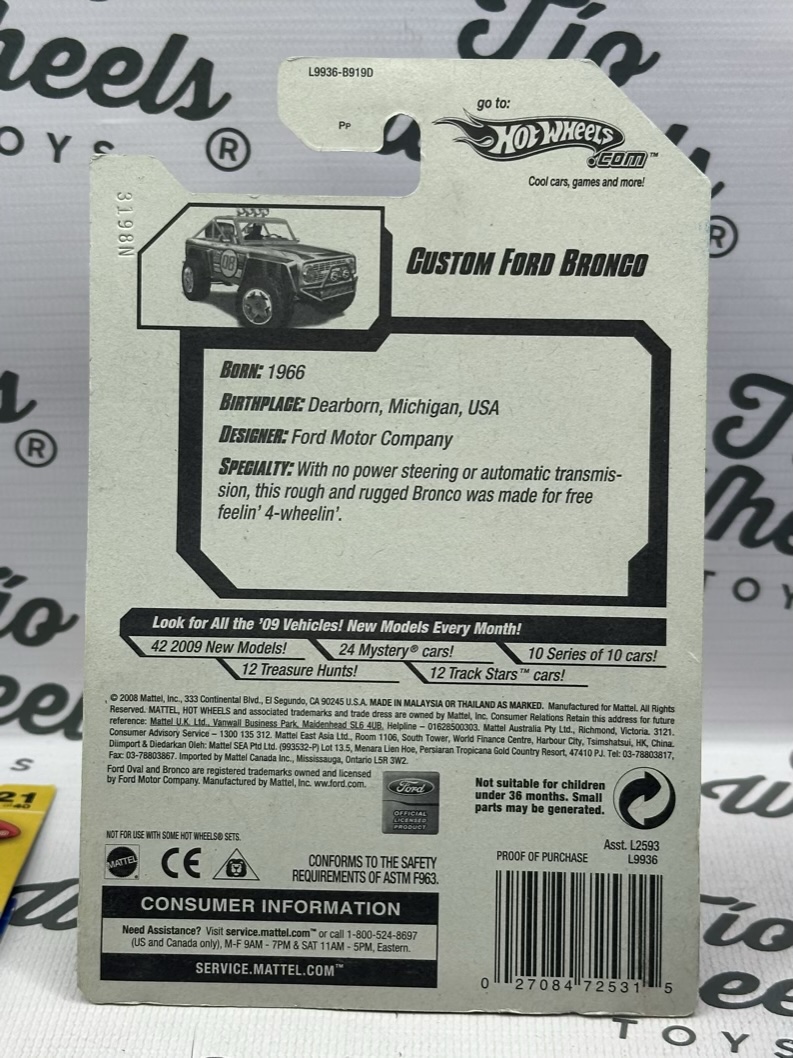 L9936-B919D
PP
go to:
HOT WHEELS
.COM™
Cool cars, games and more!
3198N
08
CUSTOM FORD BRONCO
BORN: 1966
BIRTHPLACE: Dearborn, Michigan, USA
DESIGNER: Ford Motor Company
SPECIALTY: With no power steering or automatic transmis-
sion, this rough and rugged Bronco was made for free
feelin' 4-wheelin'.
Look for All the '09 Vehicles! New Models Every Month!
42 2009 New Models!
24 Mystery® cars!
10 Series of 10 cars!
12 Treasure Hunts!
12 Track Stars™ cars!
© 2008 Mattel, Inc., 333 Continental Blvd., El Segundo, CA 90245 U.S.A. MADE IN MALAYSIA OR THAILAND AS MARKED. Manufactured for Mattel. All Rights
Reserved. MATTEL, HOT WHEELS and associated trademarks and trade dress are owned by Mattel, Inc. Consumer Relations Retain this address for future
reference: Mattel U.K. Ltd., Vanwall Business Park, Maidenhead SL6 4UB. Helpline – 01628500303. Mattel Australia Pty Ltd., Richmond, Victoria. 3121.
Consumer Advisory Service – 1300 135 312. Mattel East Asia Ltd., Room 1106, South Tower, World Finance Centre, Harbour City, Tsimshatsui, HK, China.
Diimport & Diedarkan Oleh: Mattel SEA Ptd Ltd. (993532-P) Lot 13.5, Menara Lien Hoe, Persiaran Tropicana Gold Country Resort, 47410 PJ. Tel: 03-78803817,
Fax: 03-78803867. Imported by Mattel Canada Inc., Mississauga, Ontario L5R 3W2.
Ford Oval and Bronco are registered trademarks owned and licensed
by Ford Motor Company. Manufactured by Mattel, Inc. ww.ford.com.
Ford
OFFICIAL
LICENSED
PRODUCT
Not suitable for children
under 36 months. Small
parts may be generated.
NOT FOR USE WITH SOME HOT WHEELS® SETS.
MATTEL
CE
CONFORMS TO THE SAFETY
REQUIREMENTS OF ASTM F963.
Asst. L2593
PROOF OF PURCHASE L9936
CONSUMER INFORMATION
Need Assistance? Visit service.mattel.com™ or call 1-800-524-8697
(US and Canada only), M-F 9AM - 7PM & SAT 11AM - 5PM, Eastern.
SERVICE.MATTEL.COM™
0 27084 72531 5
Tío
Wheels
TOYS
®
21